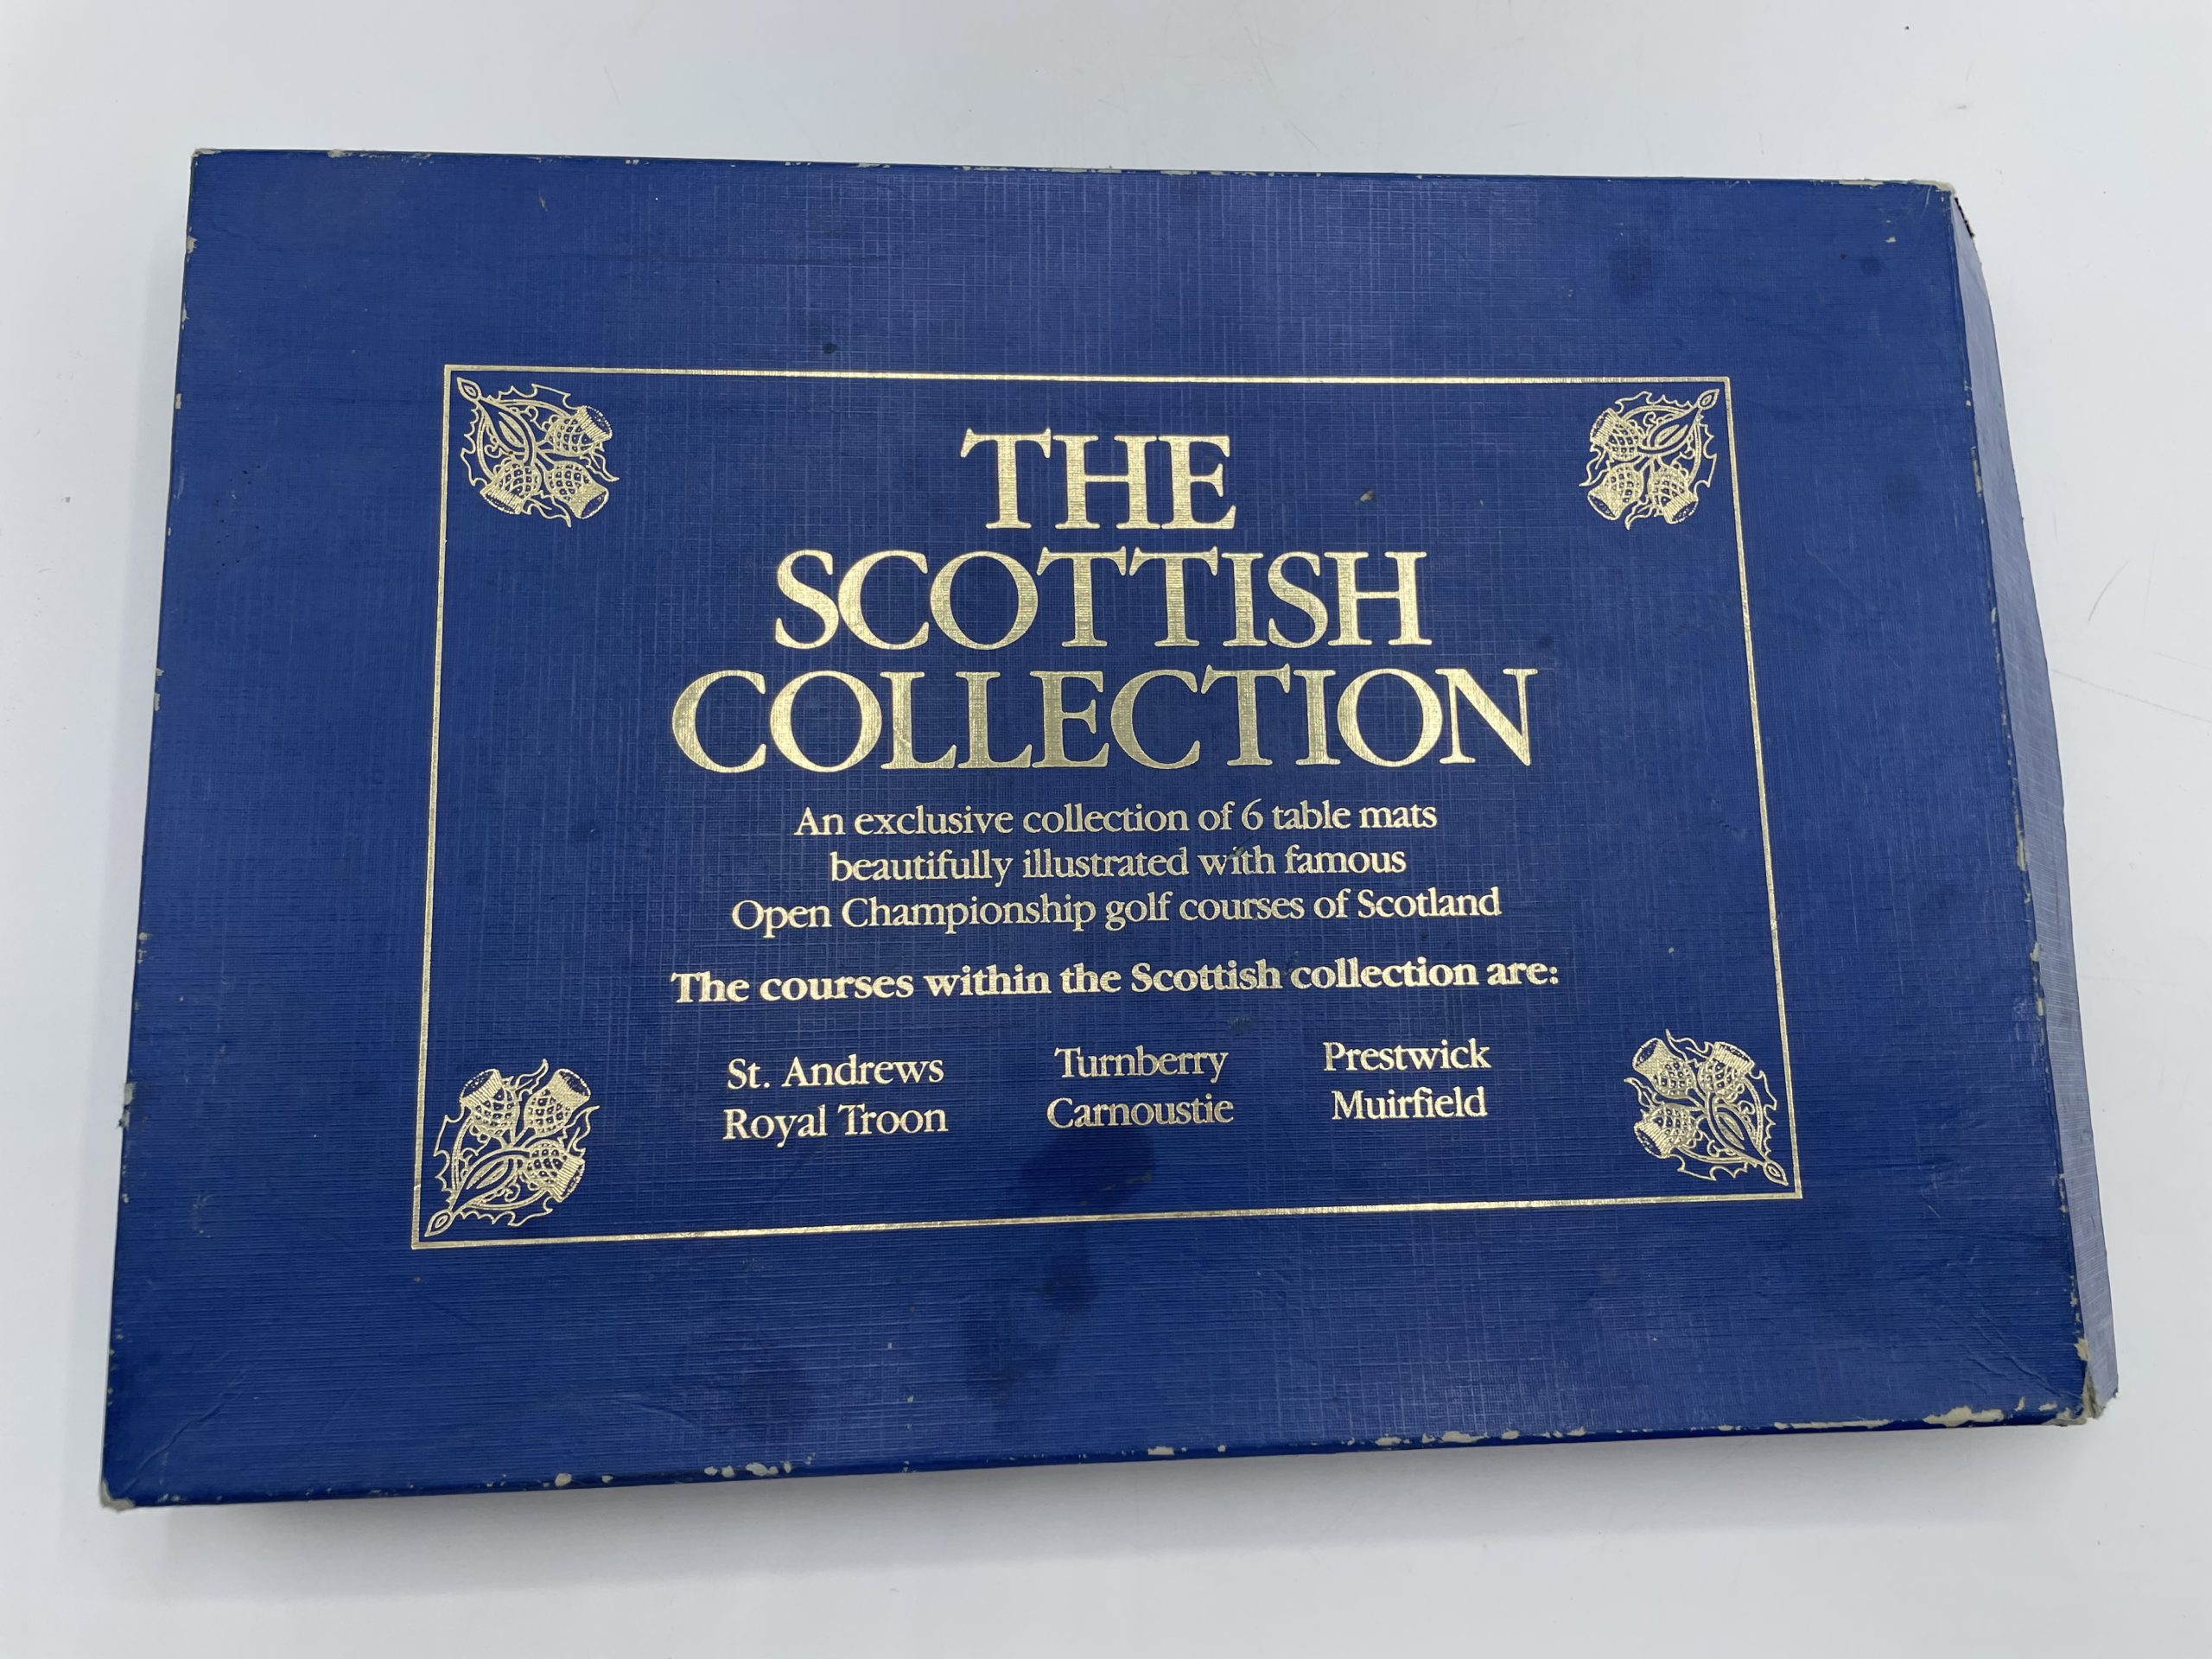 THE
SCOTTISH
COLLECTION
An exclusive collection of 6 table mats
beautifully illustrated with famous
Open Championship golf courses of Scotland
The courses within the Scottish collection are:
St. Andrews Turnberry Prestwick
Royal Troon Carnoustie Muirfield